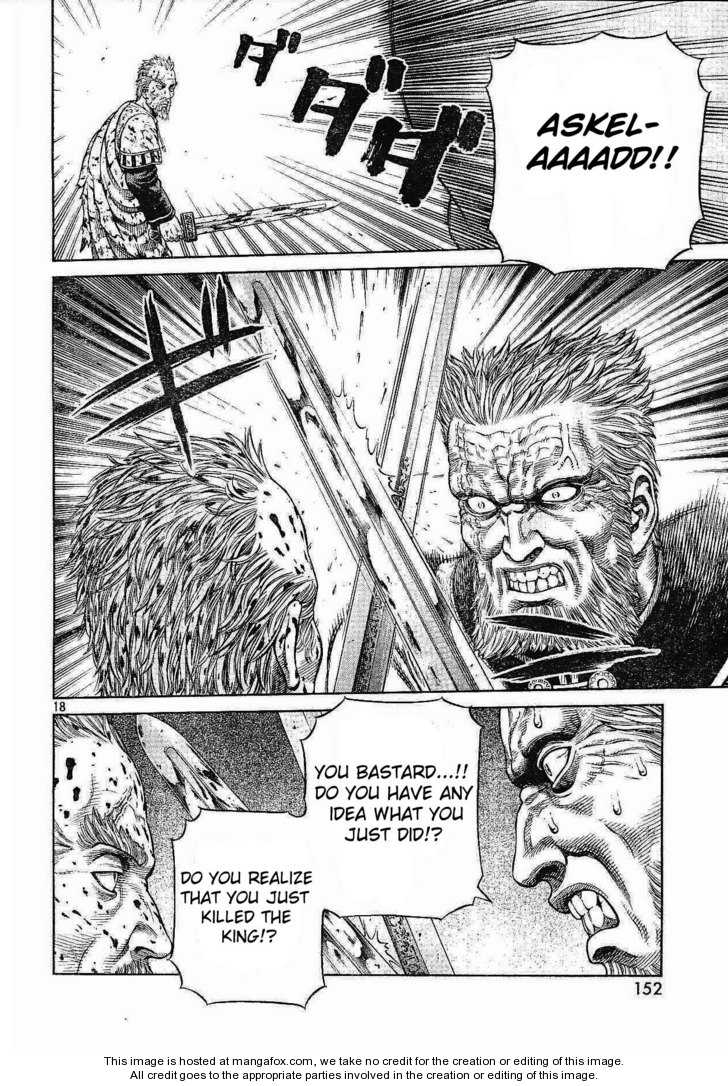 ASKEL-
AAAADD!!
ダダダダ
ギン
18
YOU BASTARD...!!
DO YOU HAVE ANY
IDEA WHAT YOU
JUST DID!?
DO YOU REALIZE
THAT YOU JUST
KILLED THE
KING!?
152
This image is hosted at mangafox.com, we take no credit for the creation or editing of this image.
All credit goes to the appropriate parties involved in the creation or editing of this image.